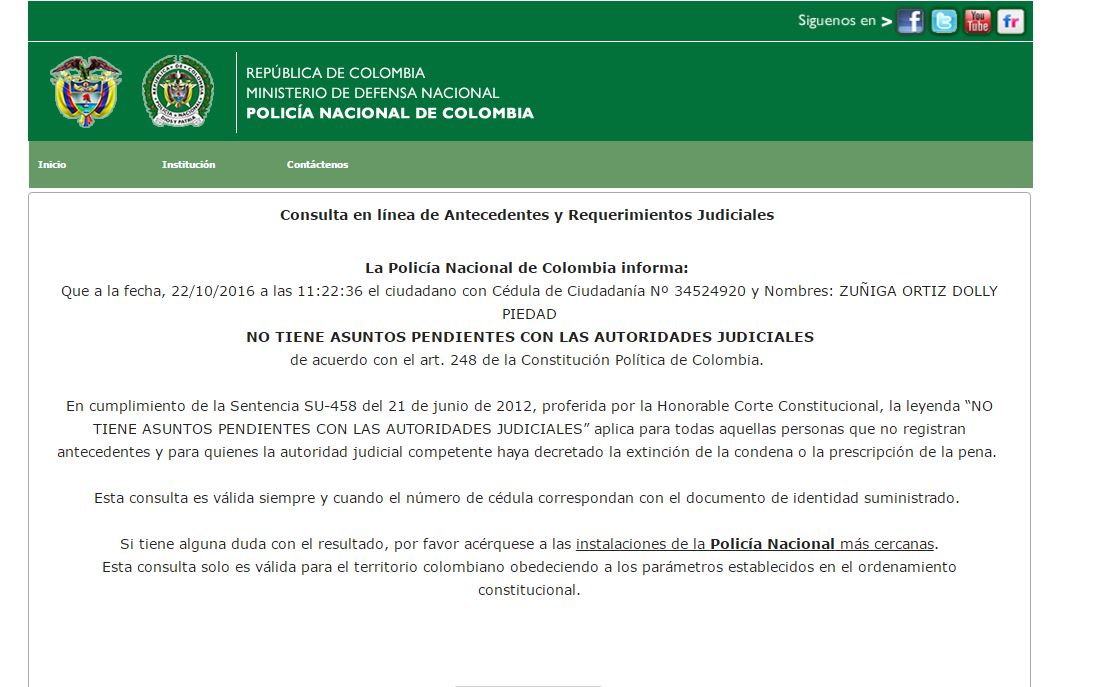 Siguenos en >
You
Tube
fr
REPÚBLICA DE COLOMBIA
MINISTERIO DE DEFENSA NACIONAL
POLICÍA NACIONAL DE COLOMBIA
Inicio Institución Contáctenos
Consulta en línea de Antecedentes y Requerimientos Judiciales
La Policía Nacional de Colombia informa:
Que a la fecha, 22/10/2016 a las 11:22:36 el ciudadano con Cédula de Ciudadanía Nº 34524920 y Nombres: ZUÑIGA ORTIZ DOLLY
PIEDAD
NO TIENE ASUNTOS PENDIENTES CON LAS AUTORIDADES JUDICIALES
de acuerdo con el art. 248 de la Constitución Política de Colombia.
En cumplimiento de la Sentencia SU-458 del 21 de junio de 2012, proferida por la Honorable Corte Constitucional, la leyenda “NO
TIENE ASUNTOS PENDIENTES CON LAS AUTORIDADES JUDICIALES” aplica para todas aquellas personas que no registran
antecedentes y para quienes la autoridad judicial competente haya decretado la extinción de la condena o la prescripción de la pena.
Esta consulta es válida siempre y cuando el número de cédula correspondan con el documento de identidad suministrado.
Si tiene alguna duda con el resultado, por favor acérquese a las instalaciones de la Policía Nacional más cercanas.
Esta consulta solo es válida para el territorio colombiano obedeciendo a los parámetros establecidos en el ordenamiento
constitucional.